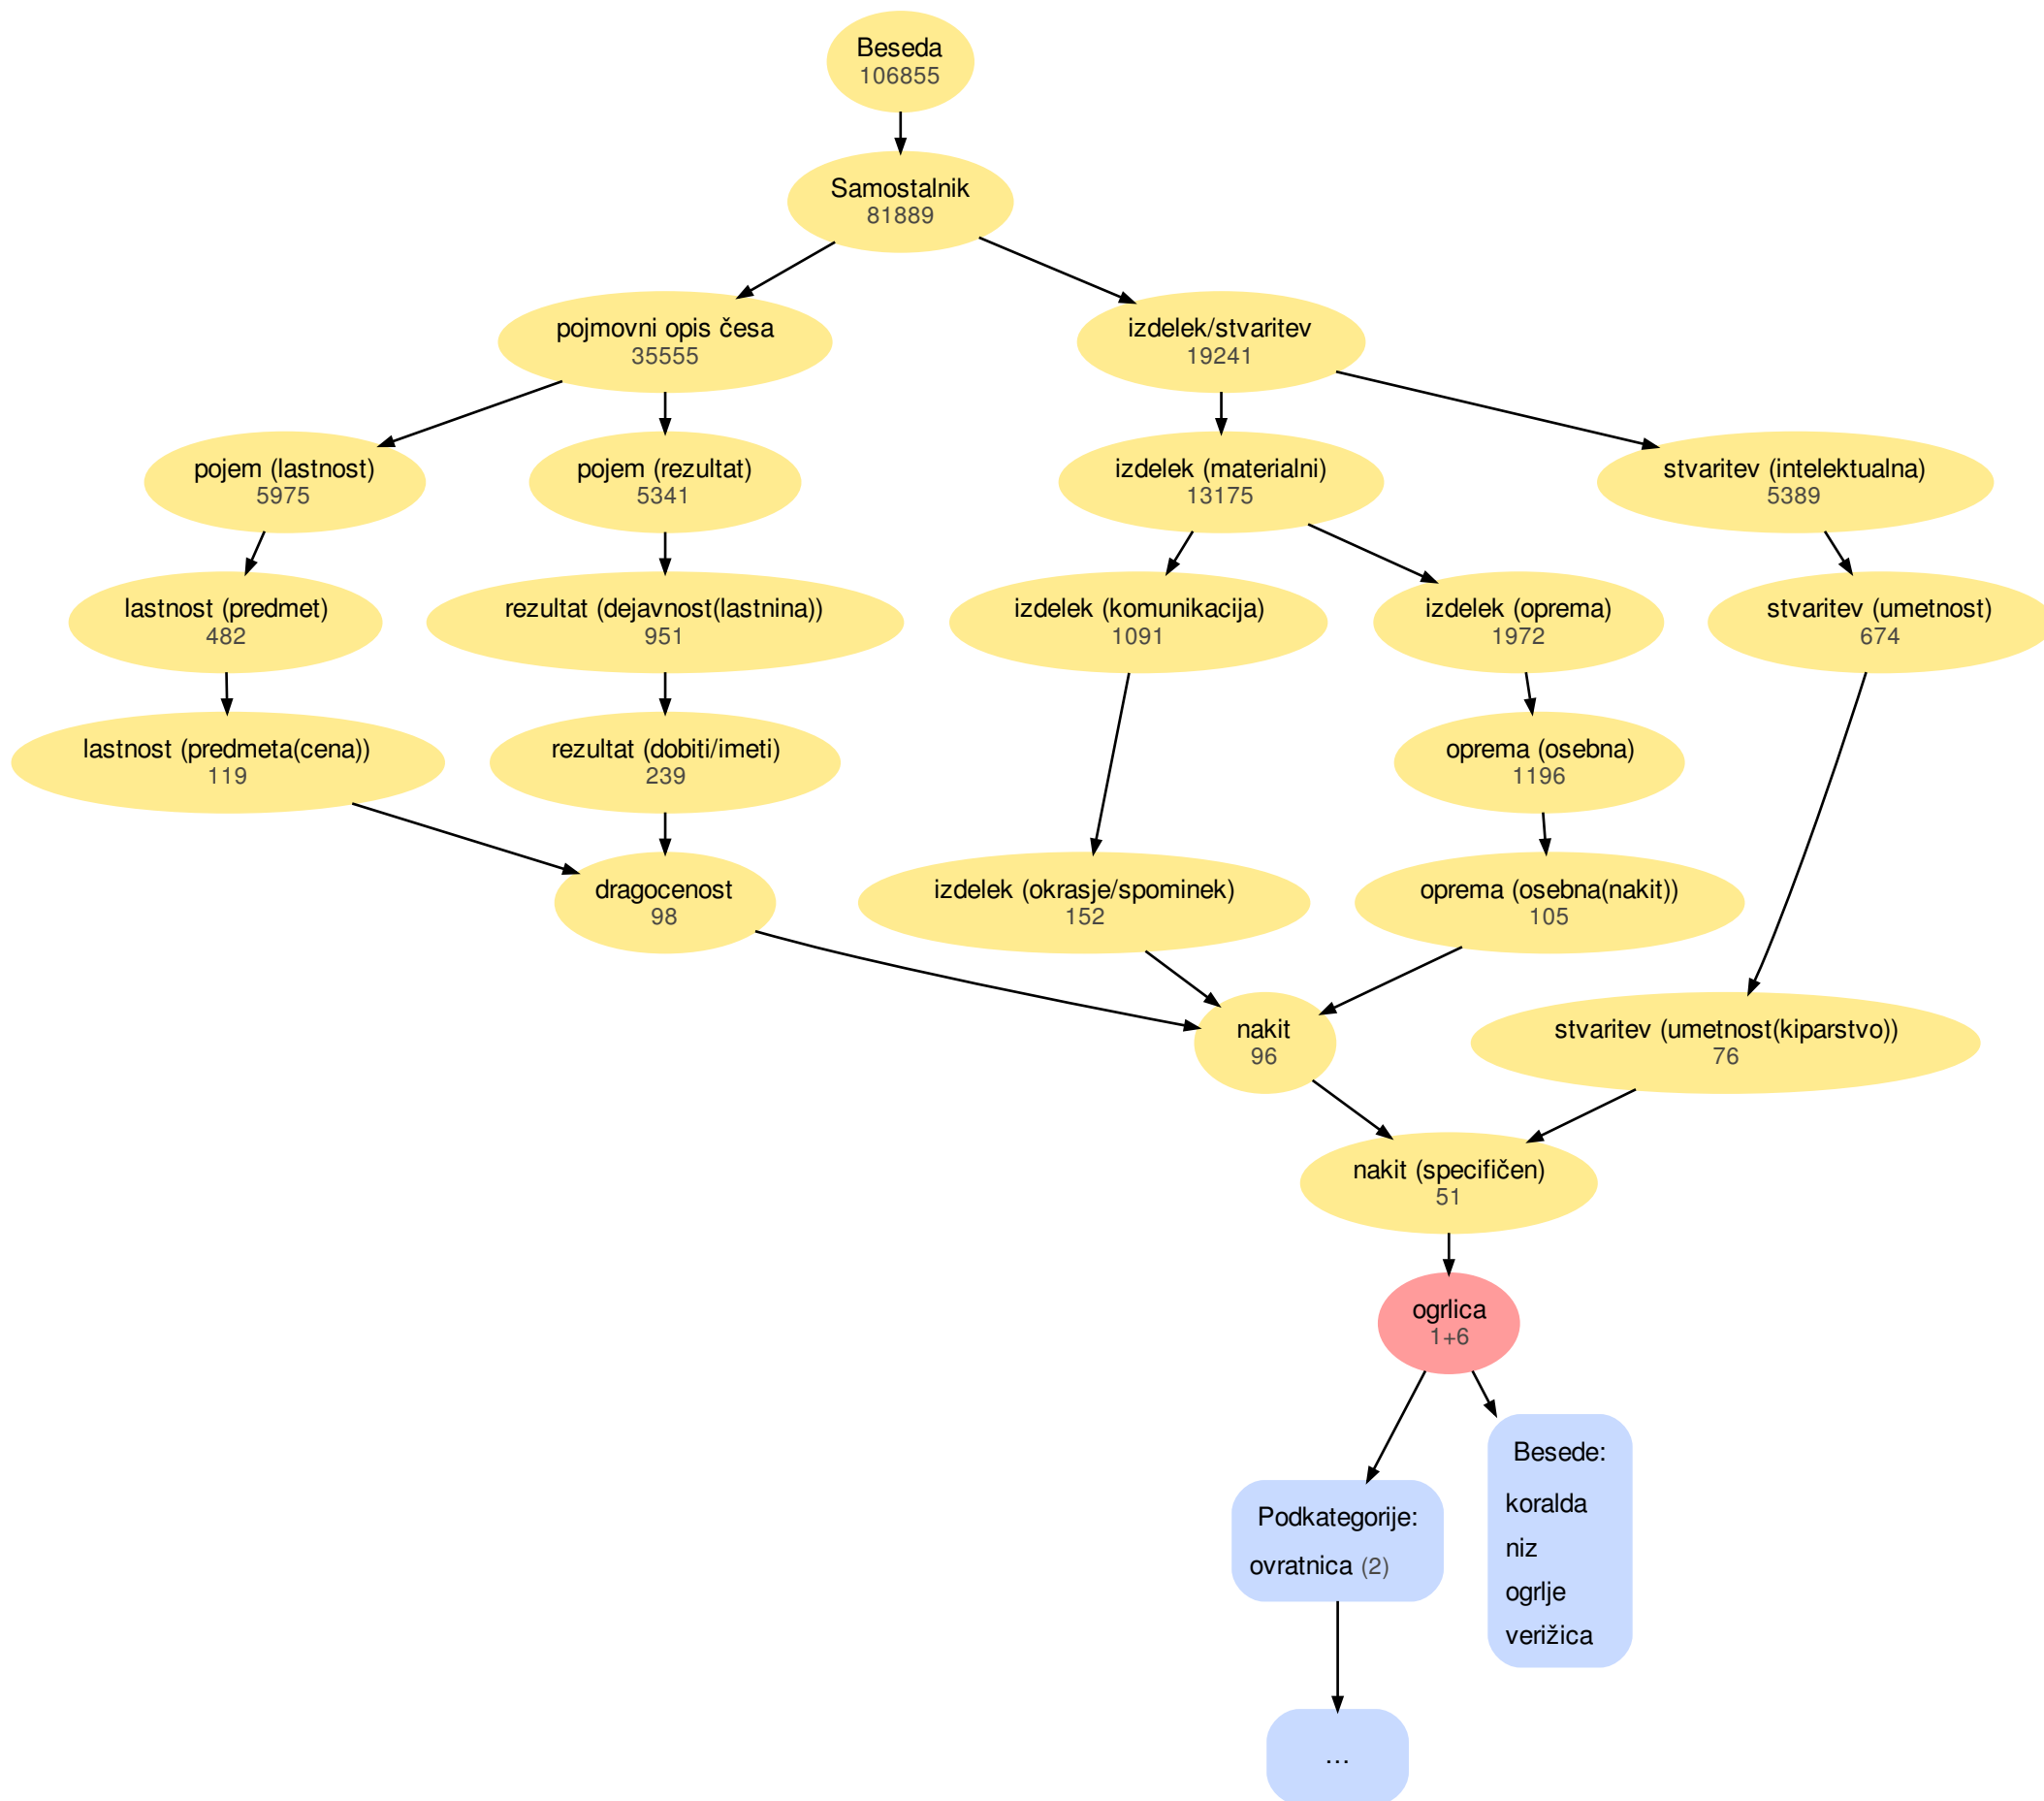 Beseda
106855
Samostalnik
81889
pojmovni opis česa
35555
izdelek/stvaritev
19241
pojem (lastnost)
5975
pojem (rezultat)
5341
izdelek (materialni)
13175
stvaritev (intelektualna)
5389
lastnost (predmet)
482
rezultat (dejavnost(lastnina))
951
izdelek (komunikacija)
1091
izdelek (oprema)
1972
stvaritev (umetnost)
674
lastnost (predmeta(cena))
119
rezultat (dobiti/imeti)
239
oprema (osebna)
1196
dragocenost
98
izdelek (okrasje/spominek)
152
oprema (osebna(nakit))
105
nakit
96
stvaritev (umetnost(kiparstvo))
76
nakit (specifičen)
51
ogrlica
1+6
Podkategorije:
ovratnica (2)
Besede:
koralda
niz
ogrlje
verižica
...